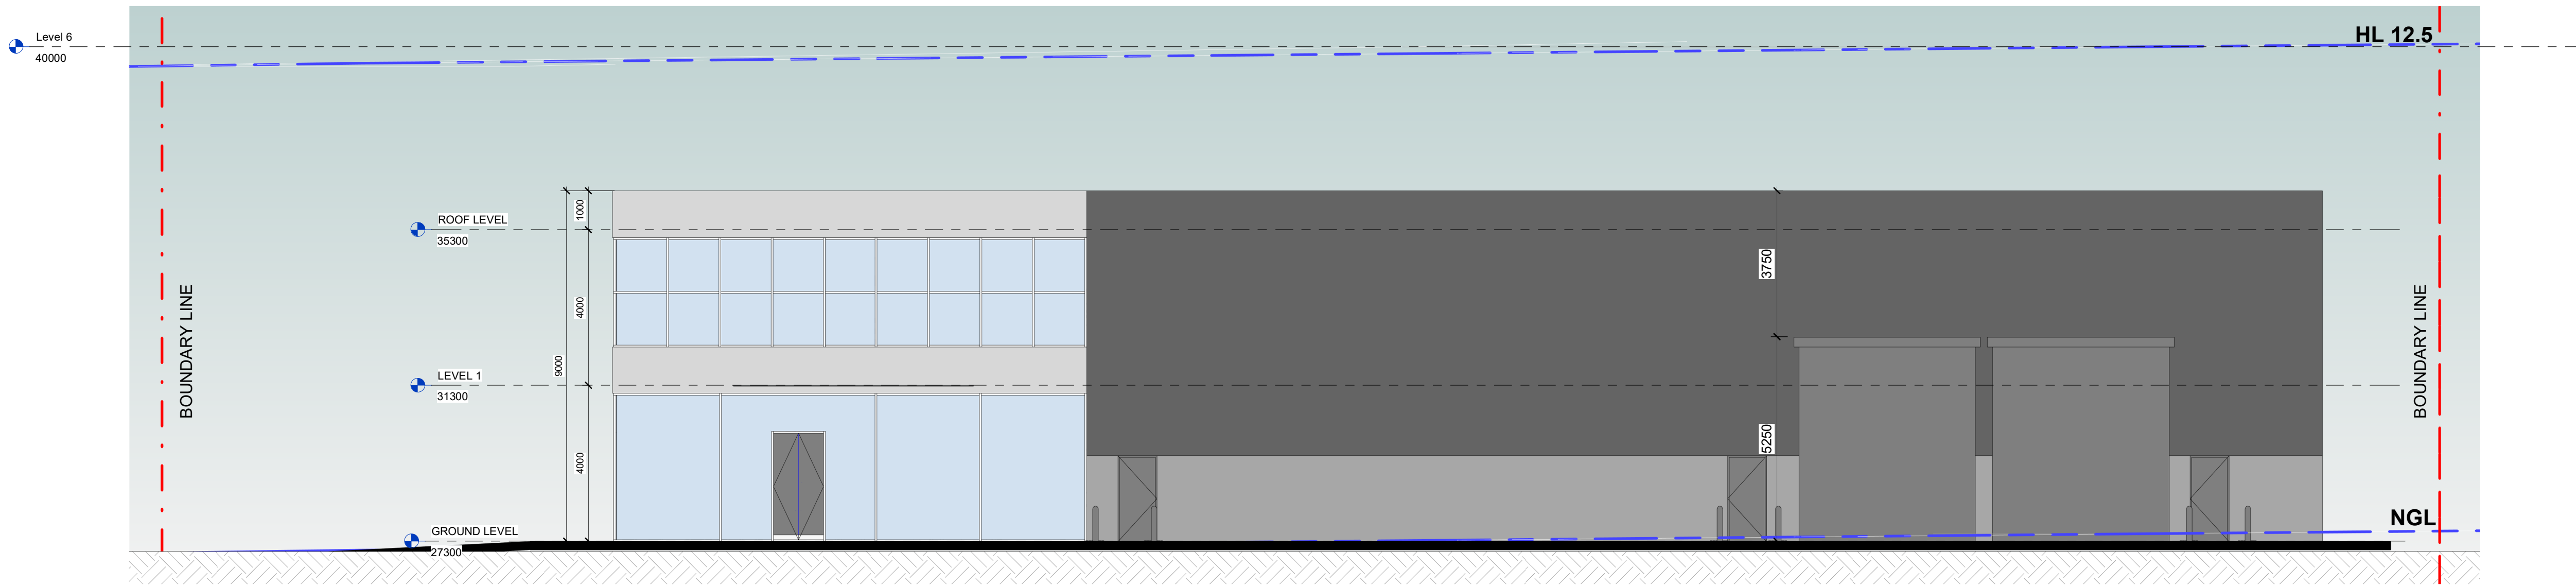 Level 6
40000
HL 12.5
ROOF LEVEL
35300
1000
4000
9000
3750
BOUNDARY LINE
BOUNDARY LINE
LEVEL 1
31300
4000
5250
GROUND LEVEL
27300
NGL